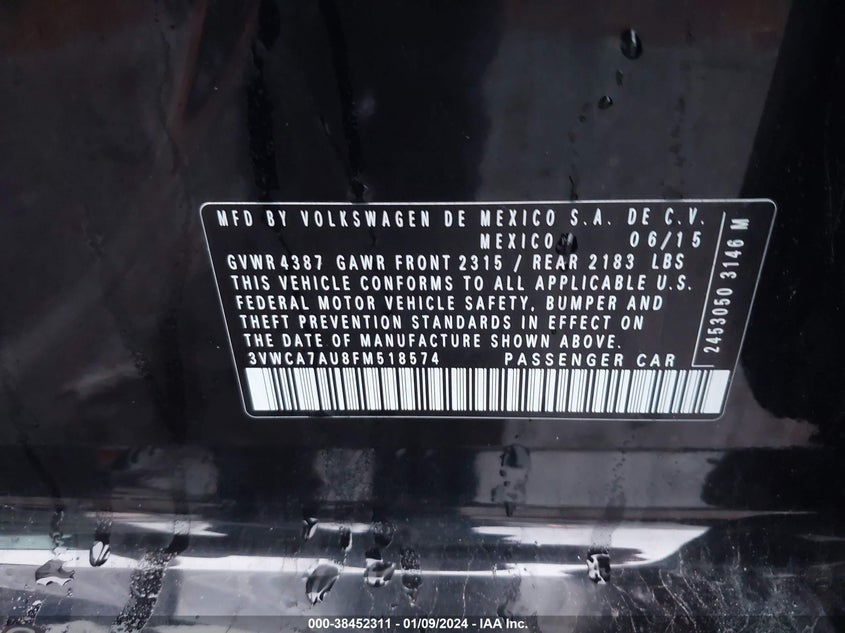 MFD BY VOLKSWAGEN DE MEXICO S.A. DE C.V.
MEXICO 06/15
GVWR 4387 GAWR FRONT 2315 / REAR 2183 LBS
THIS VEHICLE CONFORMS TO ALL APPLICABLE U.S.
FEDERAL MOTOR VEHICLE SAFETY, BUMPER AND
THEFT PREVENTION STANDARDS IN EFFECT ON
THE DATE OF MANUFACTURE SHOWN ABOVE.
3VWCA7AU8FM518574 PASSENGER CAR
2453050 3146 M
000-38452311 - 01/09/2024 - IAA Inc.